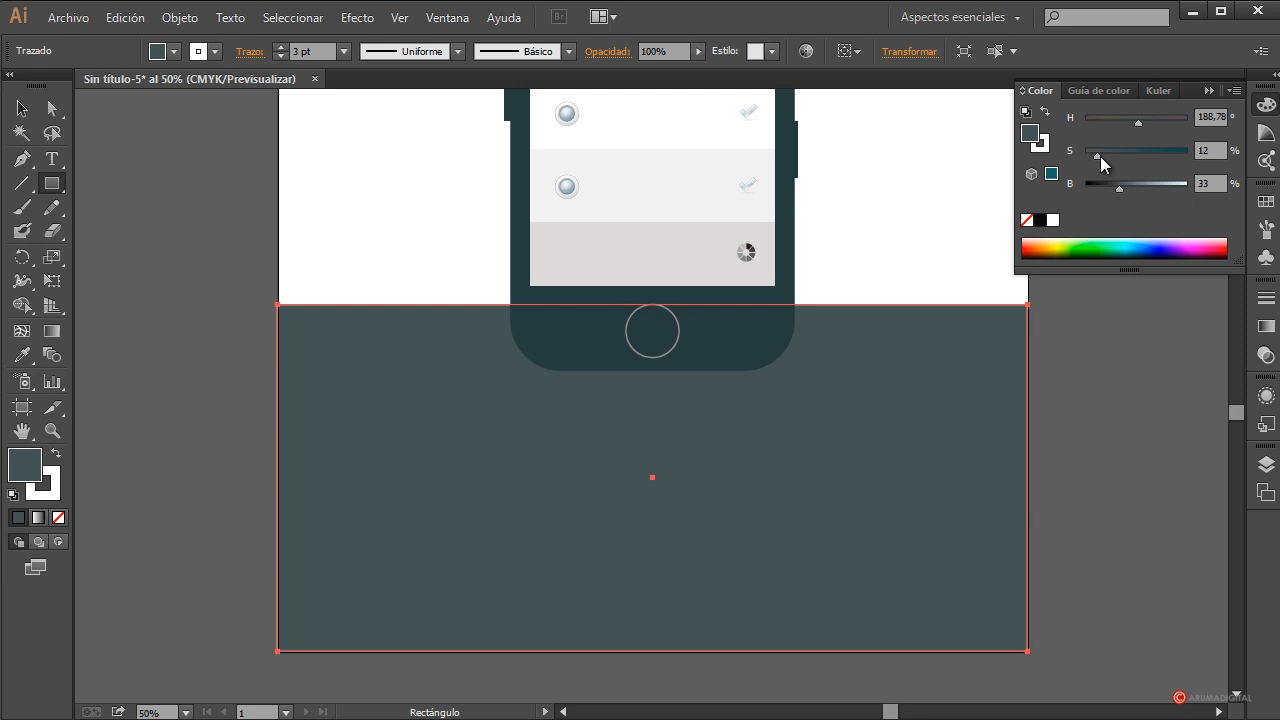 Ai Archivo Edición Objeto Texto Seleccionar Efecto Ver Ventana Ayuda Br Aspectos esenciales
Trazado Trazo: 3 pt Uniforme Básico Opacidad: 100% Estilo: Transformar
Sin título-5* al 50% (CMYK/Previsualizar) ×
Color Guía de color Kuler
H 188,78 °
S 12 %
B 33 %
T
50% 1 Rectángulo
© ARUMADIGITAL